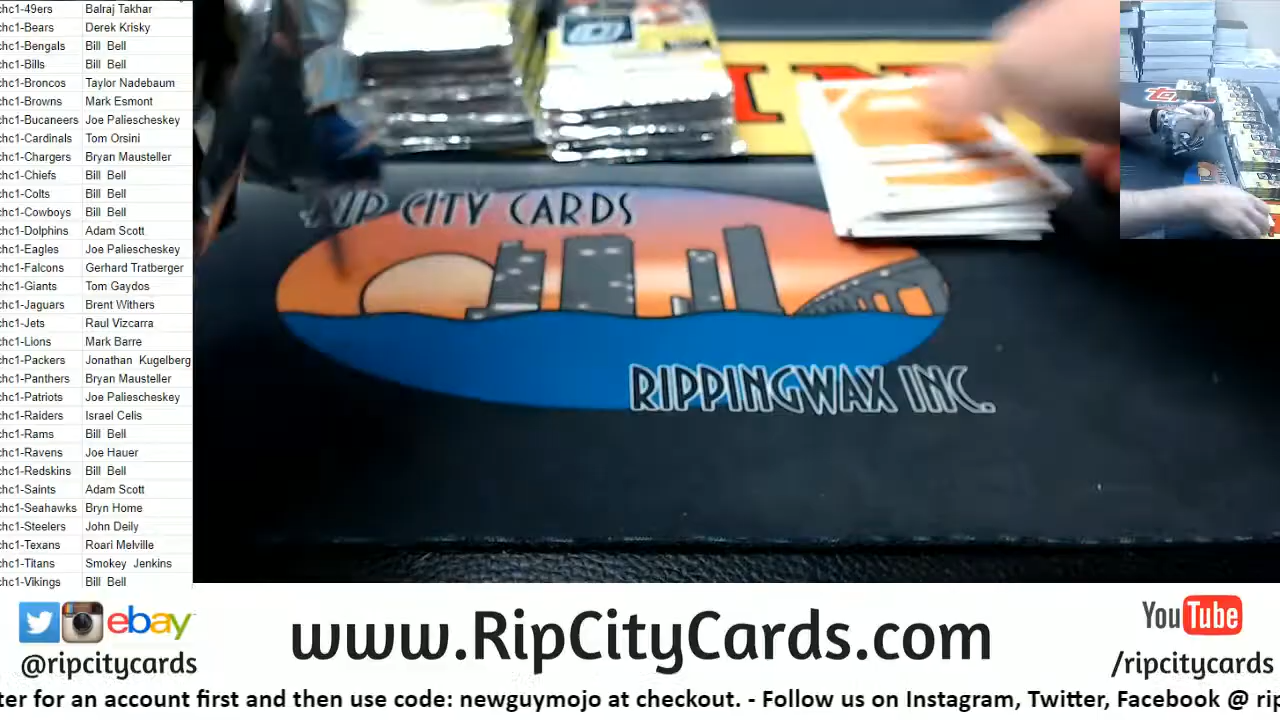 chc1-49ers Balraj Takhar
chc1-Bears Derek Krisky
chc1-Bengals Bill Bell
chc1-Bills Bill Bell
chc1-Broncos Taylor Nadebaum
chc1-Browns Mark Esmont
chc1-Bucaneers Joe Paliescheskey
chc1-Cardinals Tom Orsini
chc1-Chargers Bryan Mausteller
chc1-Chiefs Bill Bell
chc1-Colts Bill Bell
chc1-Cowboys Bill Bell
chc1-Dolphins Adam Scott
chc1-Eagles Joe Paliescheskey
chc1-Falcons Gerhard Tratberger
chc1-Giants Tom Gaydos
chc1-Jaguars Brent Withers
chc1-Jets Raul Vizcarra
chc1-Lions Mark Barre
chc1-Packers Jonathan Kugelberg
chc1-Panthers Bryan Mausteller
chc1-Patriots Joe Paliescheskey
chc1-Raiders Israel Celis
chc1-Rams Bill Bell
chc1-Ravens Joe Hauer
chc1-Redskins Bill Bell
chc1-Saints Adam Scott
chc1-Seahawks Bryn Home
chc1-Steelers John Deily
chc1-Texans Roari Melville
chc1-Titans Smokey Jenkins
chc1-Vikings Bill Bell
RIP CITY CARDS
RIPPINGWAX INC.
ebay
@ripcitycards
www.RipCityCards.com
YouTube
/ripcitycards
ter for an account first and then use code: newguymojo at checkout. - Follow us on Instagram, Twitter, Facebook @ rip